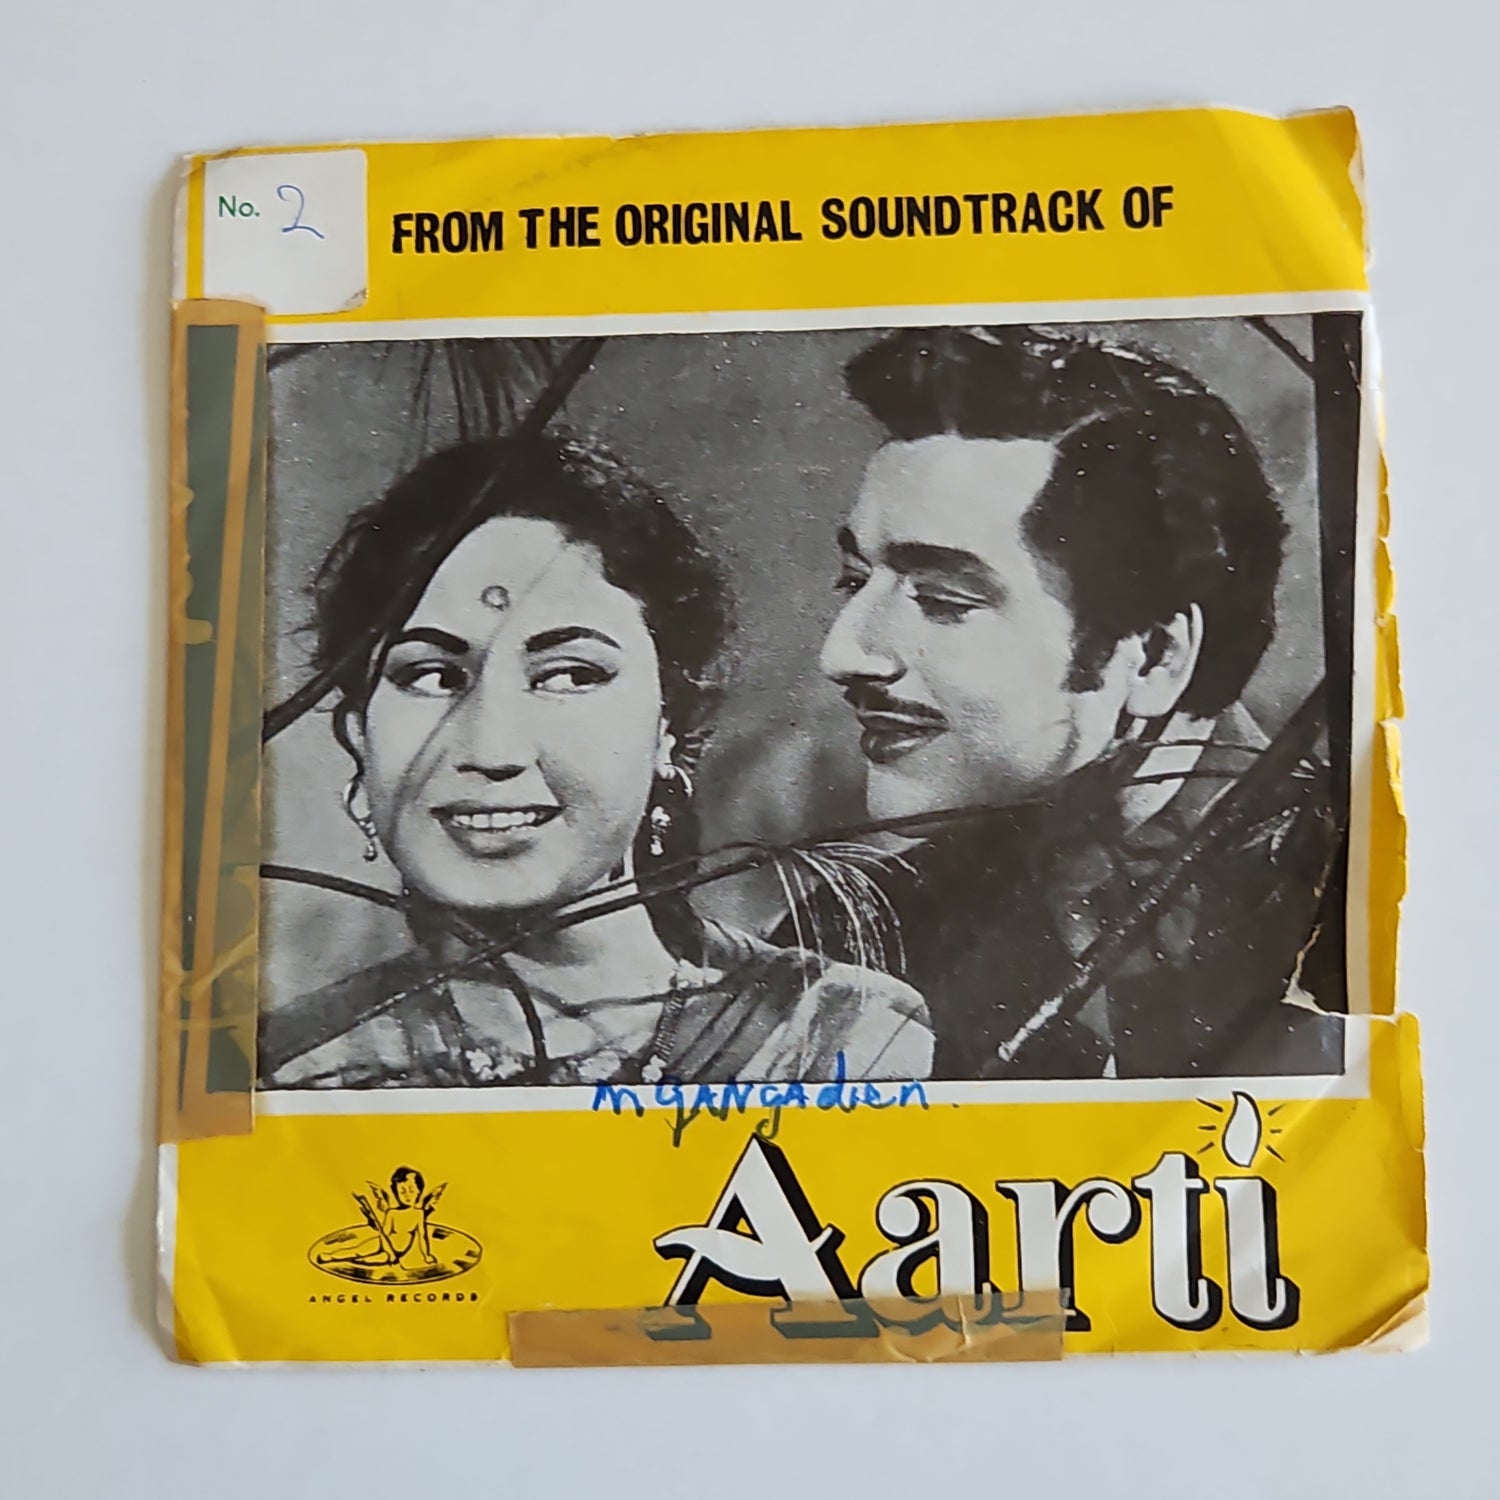 No. 2
FROM THE ORIGINAL SOUNDTRACK OF
M GANGAdien.
Aarti
ANGEL RECORDS